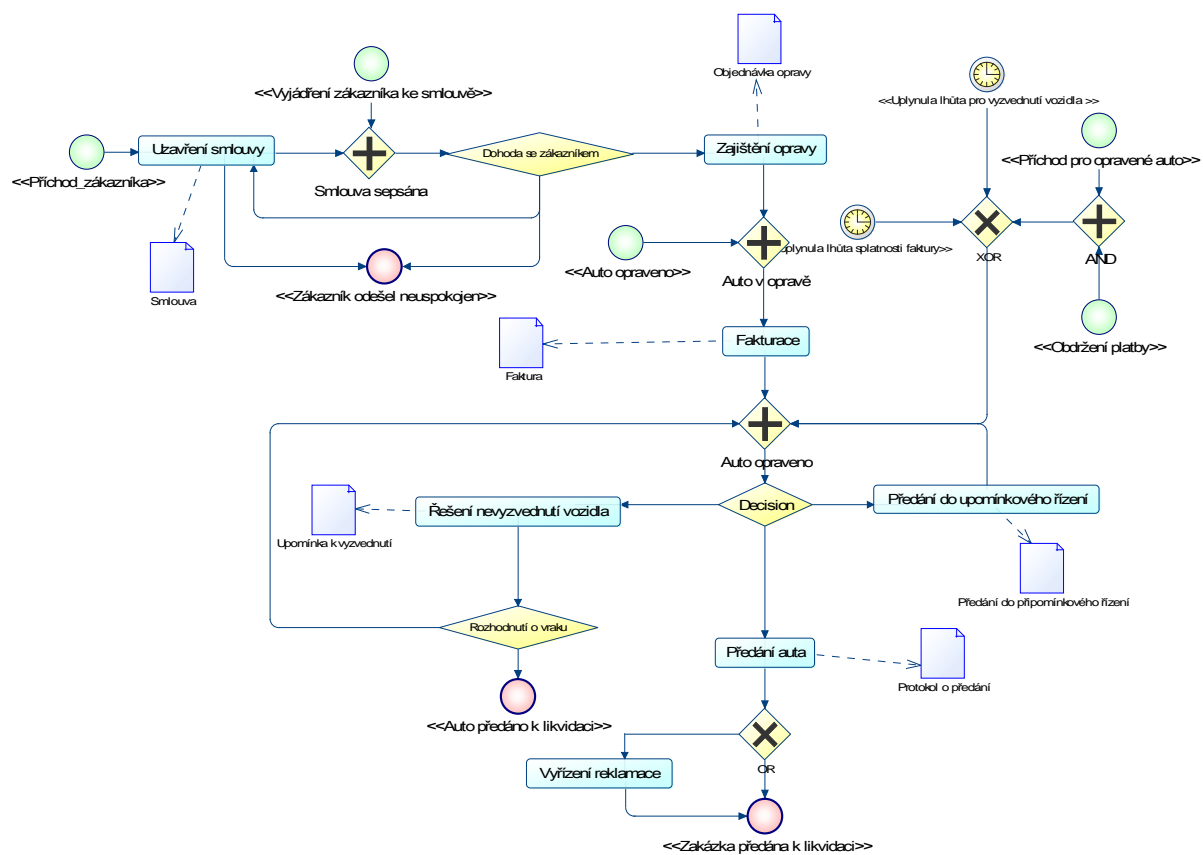 Objednávka opravy
<<Vyjádření zákazníka ke smlouvě>>
<<Uplynula lhůta pro vyzvednutí vozidla >>
Uzavření smlouvy
Dohoda se zákazníkem
Zajištění opravy
<<Příchod pro opravené auto>>
<<Příchod_zákazníka>>
Smlouva sepsána
uplynula lhůta splatnosti faktury>>
XOR
AND
<<Auto opraveno>>
Auto v opravě
Smlouva
<<Zákazník odešel neuspokojen>>
Fakturace
<<Obdržení platby>>
Faktura
Auto opraveno
Řešení nevyzvednutí vozidla
Decision
Předání do upomínkového řízení
Upomínka k vyzvednutí
Předání do připomínkového řízení
Rozhodnutí o vraku
Předání auta
Protokol o předání
<<Auto předáno k likvidaci>>
OR
Vyřízení reklamace
<<Zakázka předána k likvidaci>>